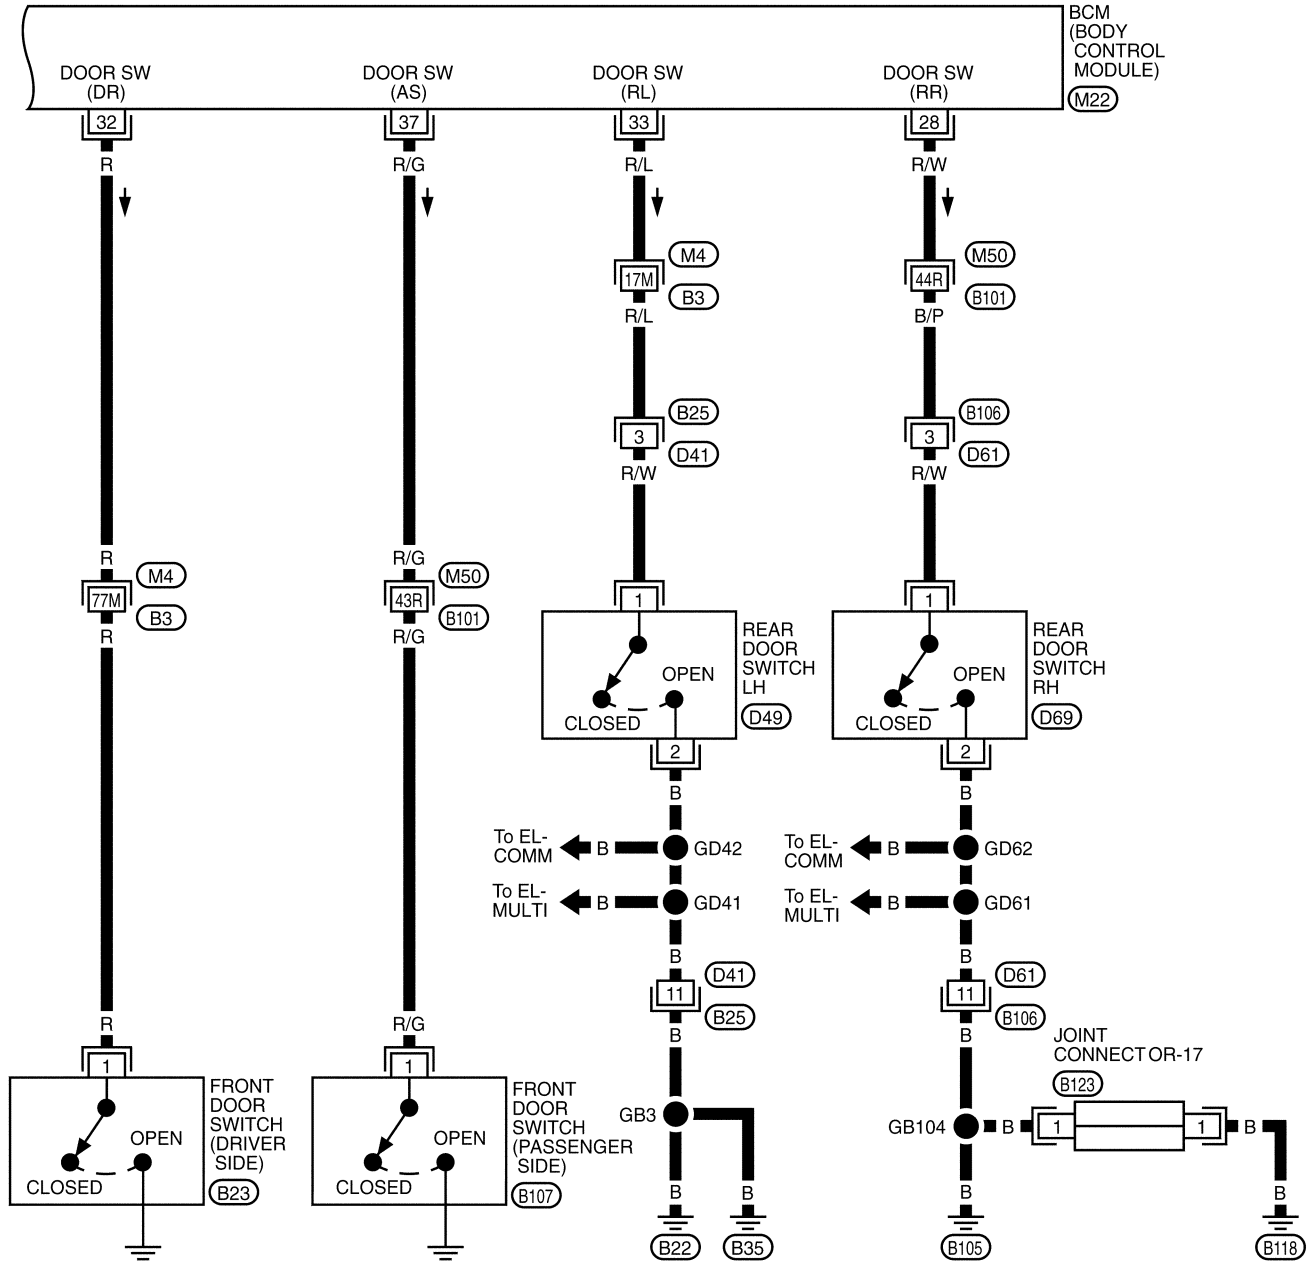 BCM
(BODY
CONTROL
MODULE)
M22
DOOR SW
(DR)
DOOR SW
(AS)
DOOR SW
(RL)
DOOR SW
(RR)
32
37
33
28
R
R/G
R/L
R/W
M4
17M
B3
R/L
M50
44R
B101
B/P
B25
3
D41
R/W
B106
3
D61
R/W
R
M4
77M
B3
R
R/G
M50
43R
B101
R/G
1
REAR
DOOR
SWITCH
LH
D49
OPEN
CLOSED
2
B
1
REAR
DOOR
SWITCH
RH
D69
OPEN
CLOSED
2
B
To EL-
COMM
B
GD42
To EL-
MULTI
B
GD41
B
To EL-
COMM
B
GD62
To EL-
MULTI
B
GD61
B
D41
11
B25
B
D61
11
B106
B
R
1
FRONT
DOOR
SWITCH
(DRIVER
SIDE)
B23
OPEN
CLOSED
R/G
1
FRONT
DOOR
SWITCH
(PASSENGER
SIDE)
B107
OPEN
CLOSED
GB3
B
B
B22
B35
JOINT
CONNECTOR-17
B123
GB104
B
1
1
B
B
B
B105
B118